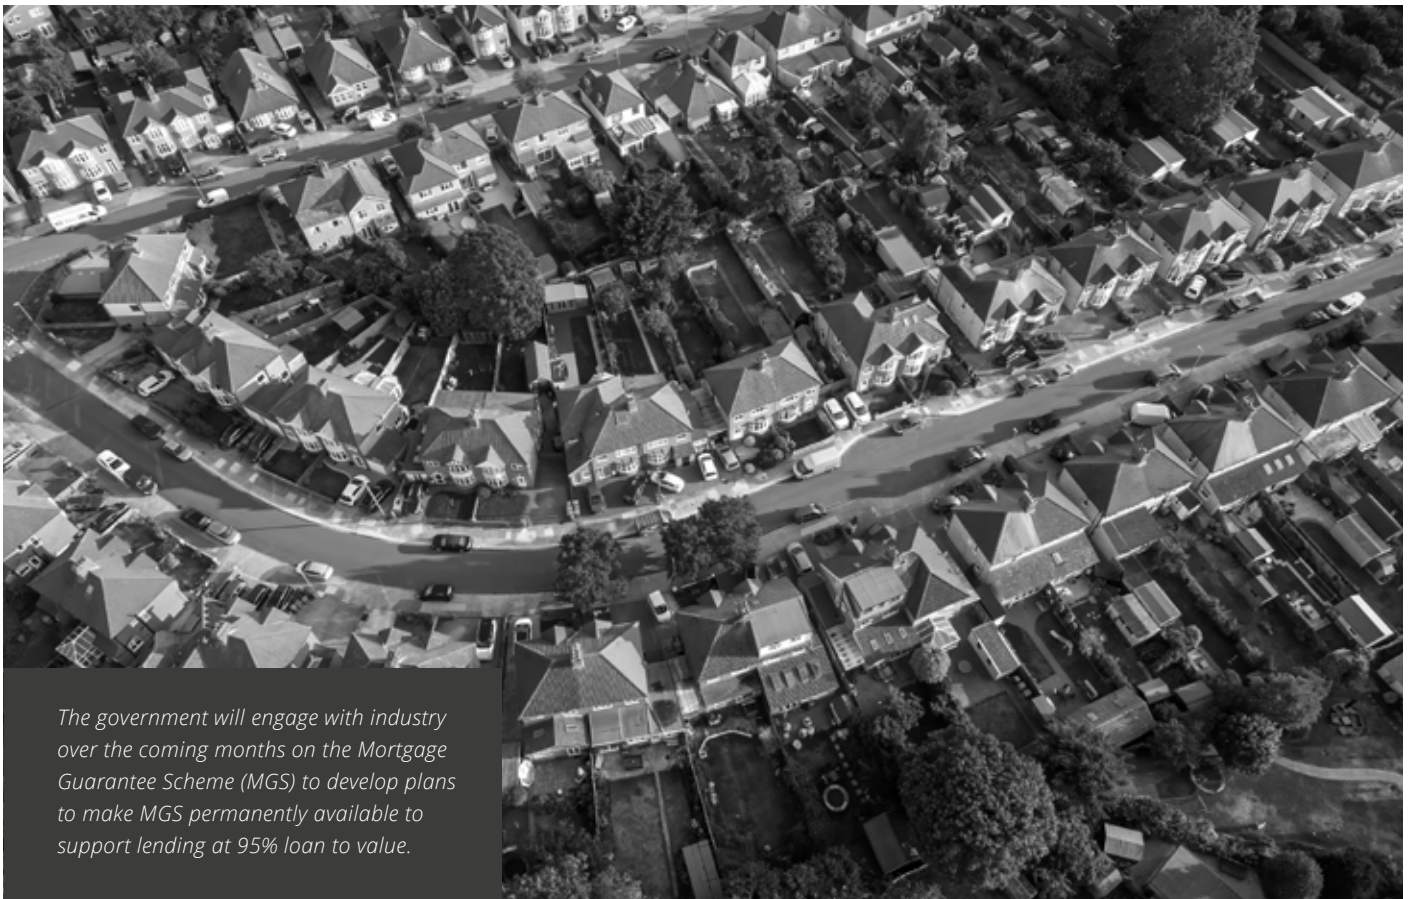 The government will engage with industry
over the coming months on the Mortgage
Guarantee Scheme (MGS) to develop plans
to make MGS permanently available to
support lending at 95% loan to value.